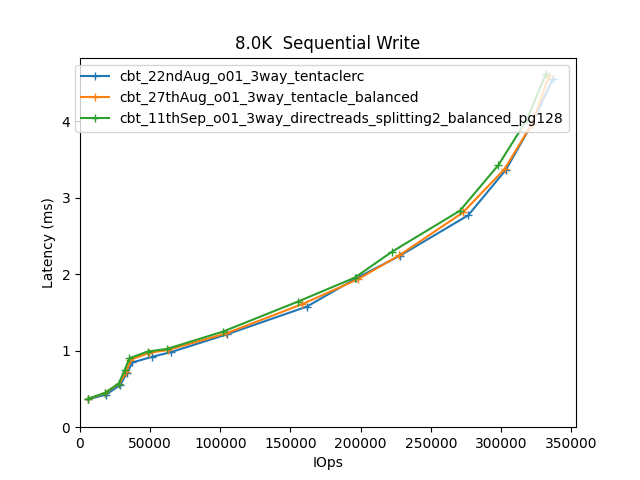 8.0K  Sequential Write
cbt_22ndAug_o01_3way_tentaclerc
cbt_27thAug_o01_3way_tentacle_balanced
cbt_11thSep_o01_3way_directreads_splitting2_balanced_pg128
Latency (ms)
4
3
2
1
0
0 50000 100000 150000 200000 250000 300000 350000
IOps